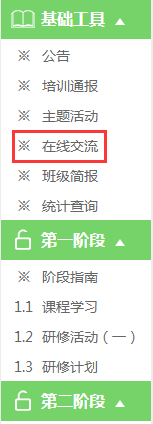 基础工具 ▲
※ 公告
※ 培训通报
※ 主题活动
※ 在线交流
※ 班级简报
※ 统计查询
第一阶段 ▲
※ 阶段指南
1.1 课程学习
1.2 研修活动（一）
1.3 研修计划
第二阶段 ▲